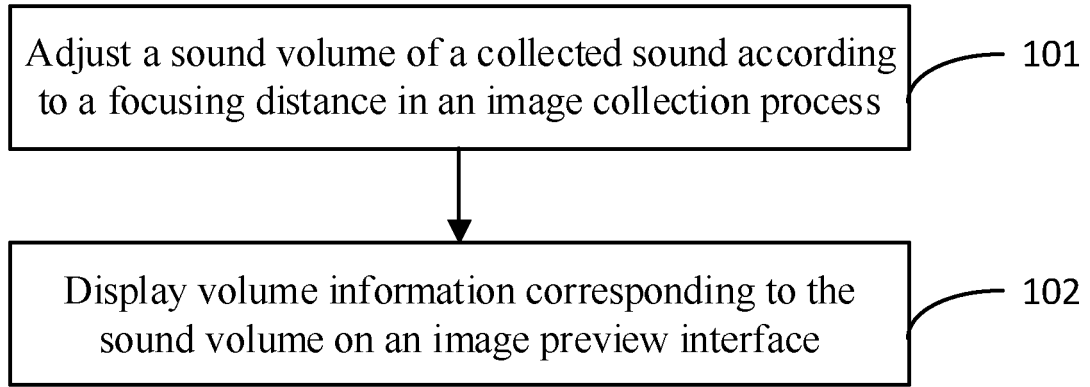 Adjust a sound volume of a collected sound according
to a focusing distance in an image collection process
101
Display volume information corresponding to the
sound volume on an image preview interface
102